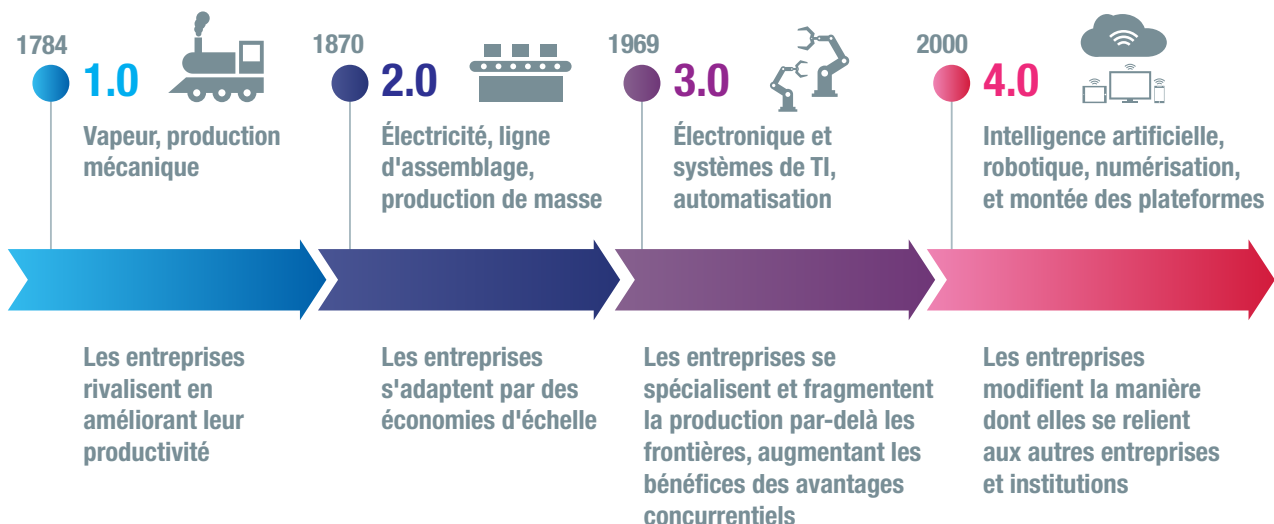 1784
1.0
Vapeur, production
mécanique
1870
2.0
Électricité, ligne
d'assemblage,
production de masse
1969
3.0
Électronique et
systèmes de TI,
automatisation
2000
4.0
Intelligence artificielle,
robotique, numérisation,
et montée des plateformes
Les entreprises
rivalisent en
améliorant leur
productivité
Les entreprises
s'adaptent par des
économies d'échelle
Les entreprises se
spécialisent et fragmentent
la production par-delà les
frontières, augmentant les
bénéfices des avantages
concurrentiels
Les entreprises
modifient la manière
dont elles se relient
aux autres entreprises
et institutions